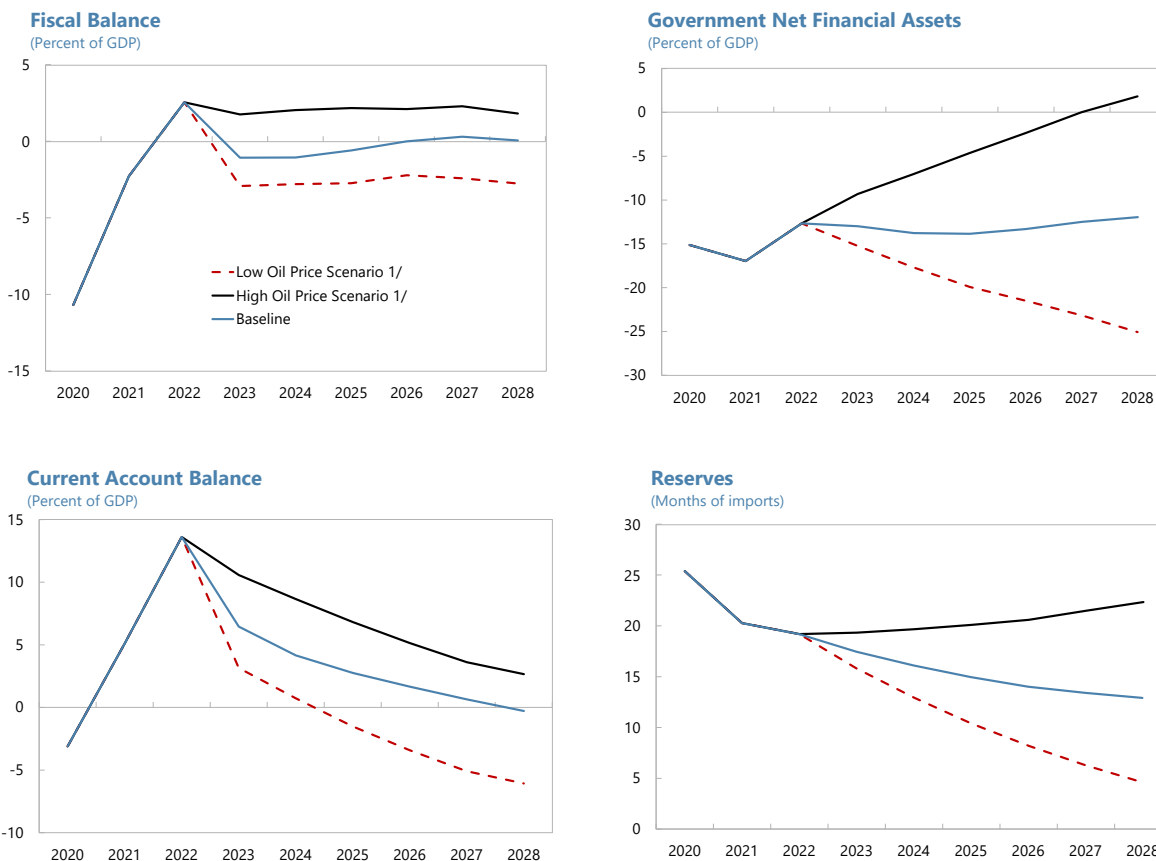 Fiscal Balance
(Percent of GDP)
5
0
-5
-10
-15
Low Oil Price Scenario 1/
High Oil Price Scenario 1/
Baseline
2020 2021 2022 2023 2024 2025 2026 2027 2028
Government Net Financial Assets
(Percent of GDP)
5
0
-5
-10
-15
-20
-25
-30
2020 2021 2022 2023 2024 2025 2026 2027 2028
Current Account Balance
(Percent of GDP)
15
10
5
0
-5
-10
2020 2021 2022 2023 2024 2025 2026 2027 2028
Reserves
(Months of imports)
30
25
20
15
10
5
0
2020 2021 2022 2023 2024 2025 2026 2027 2028